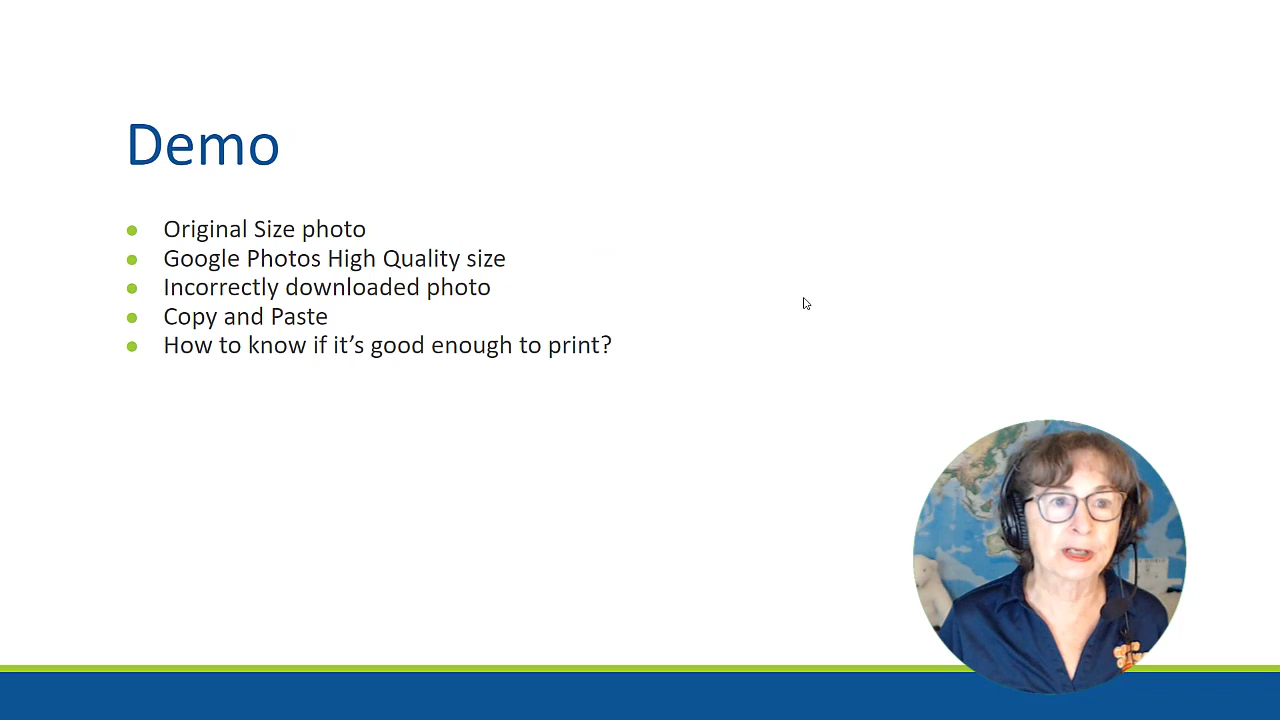 Demo
Original Size photo
Google Photos High Quality size
Incorrectly downloaded photo
Copy and Paste
How to know if it’s good enough to print?